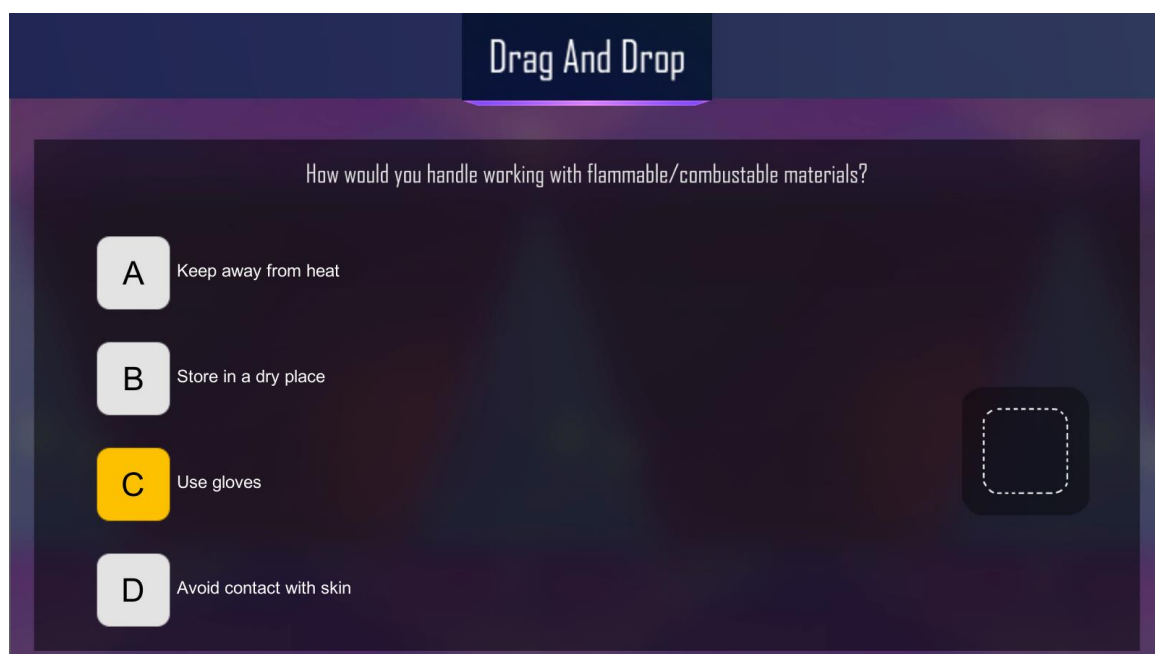 Drag And Drop
How would you handle working with flammable/combustable materials?
A Keep away from heat
B Store in a dry place
C Use gloves
D Avoid contact with skin